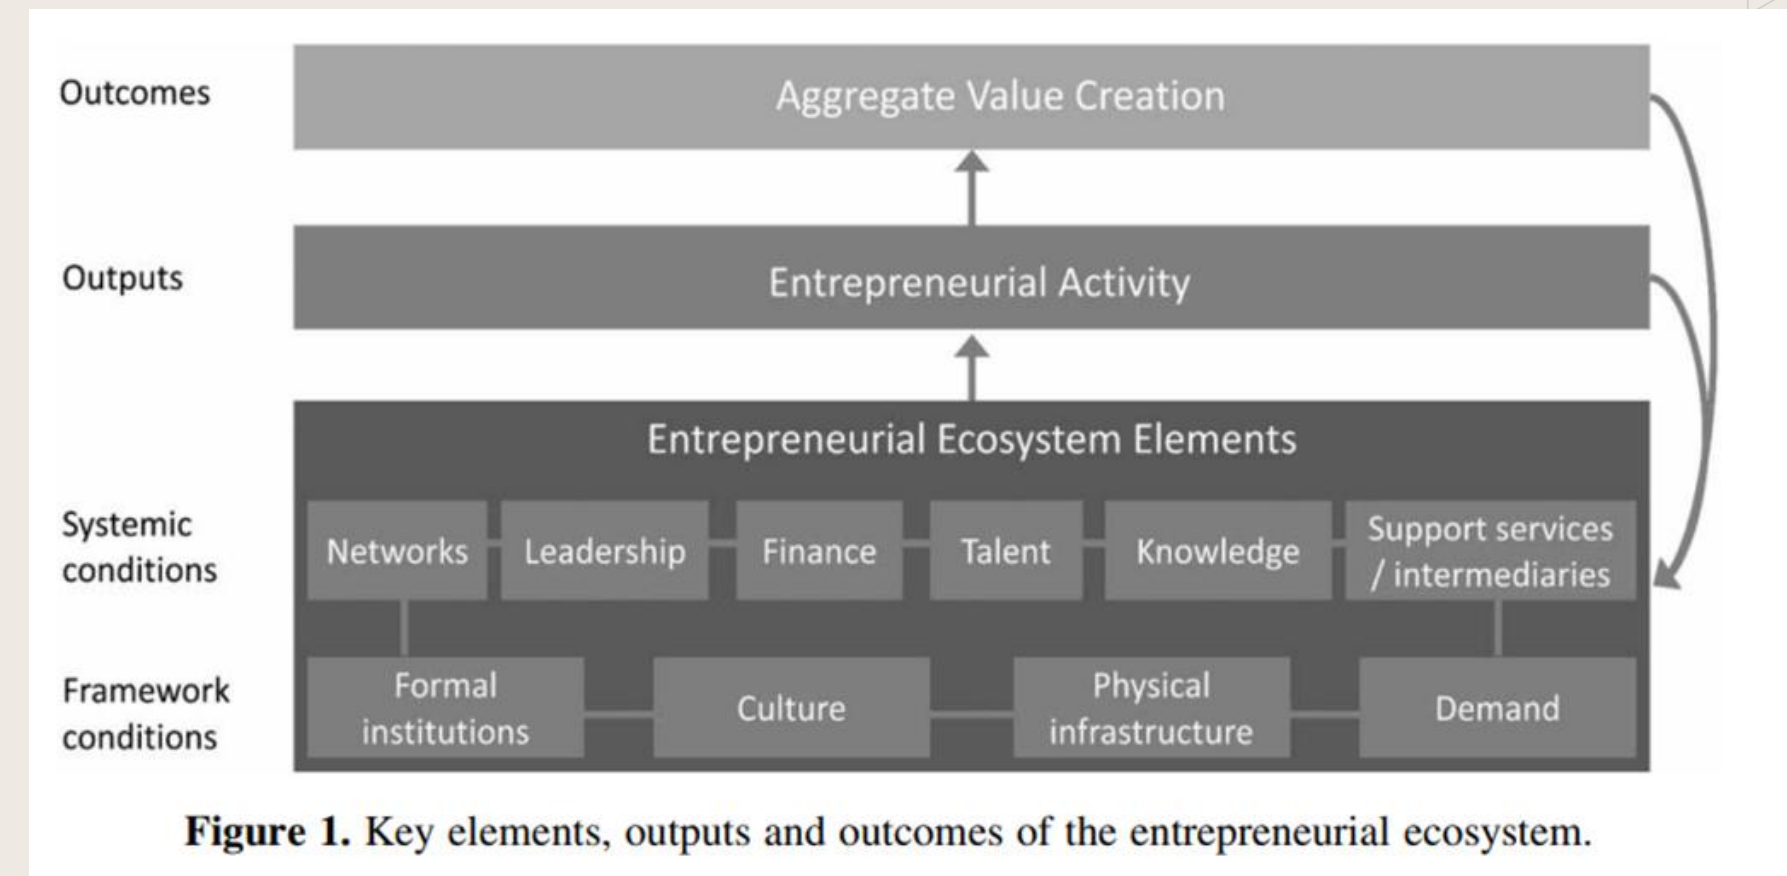 Outcomes
Aggregate Value Creation
Outputs
Entrepreneurial Activity
Entrepreneurial Ecosystem Elements
Systemic
conditions
Networks
Leadership
Finance
Talent
Knowledge
Support services
/ intermediaries
Framework
conditions
Formal
institutions
Culture
Physical
infrastructure
Demand
Figure 1. Key elements, outputs and outcomes of the entrepreneurial ecosystem.